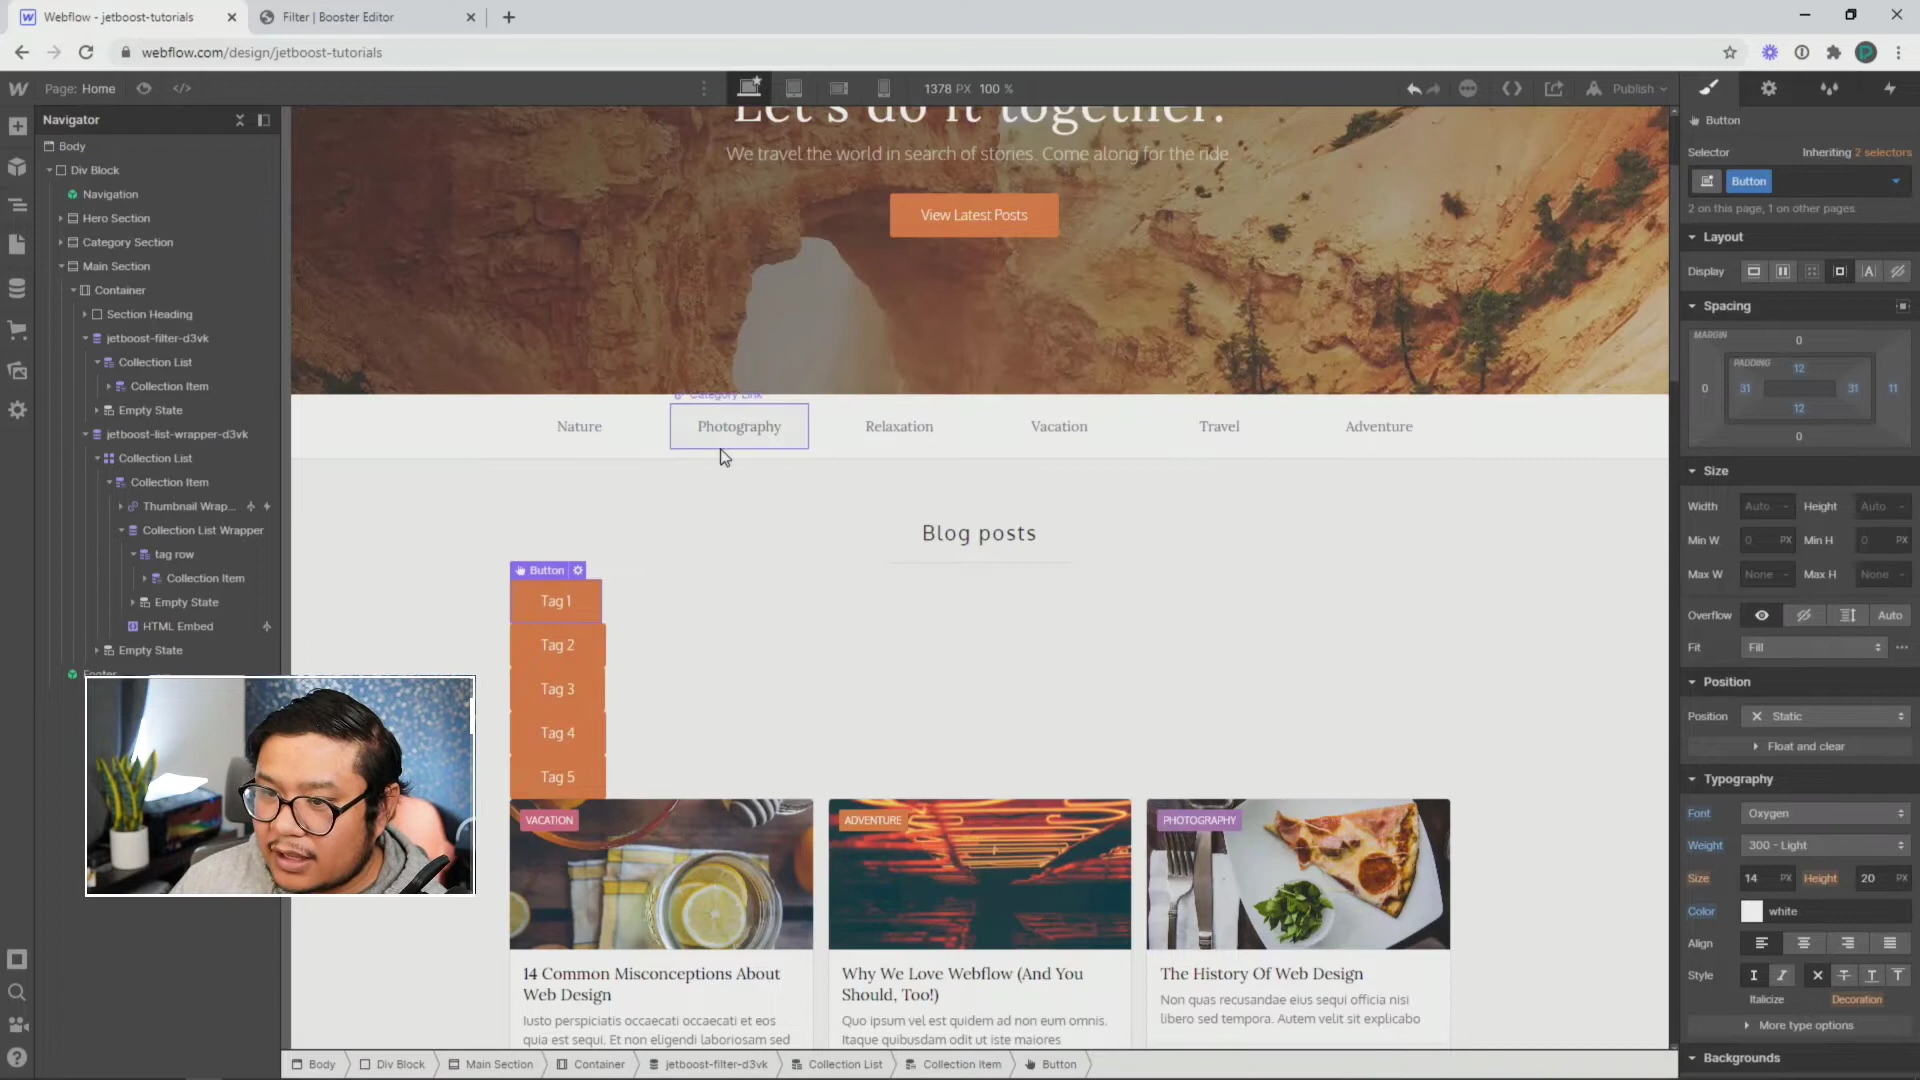 Webflow - jetboost-tutorials
Filter | Booster Editor
webflow.com/design/jetboost-tutorials
Page: Home
1378 PX 100 %
Publish
Navigator
Body
Div Block
Navigation
Hero Section
Category Section
Main Section
Container
Section Heading
jetboost-filter-d3vk
Collection List
Collection Item
Empty State
jetboost-list-wrapper-d3vk
Collection List
Collection Item
Thumbnail Wrap...
Collection List Wrapper
tag row
Collection Item
Empty State
HTML Embed
Empty State
Footer
Let's do it together.
We travel the world in search of stories. Come along for the ride.
View Latest Posts
Category Link
Nature Photography Relaxation Vacation Travel Adventure
Blog posts
Button
Tag 1
Tag 2
Tag 3
Tag 4
Tag 5
VACATION
ADVENTURE
PHOTOGRAPHY
14 Common Misconceptions About
Web Design
Iusto perspiciatis occaecati occaecati et eos
quia est sequi. Et non eligendi laboriosam sed
Why We Love Webflow (And You
Should, Too!)
Quo ipsum vel est quidem ad non eum omnis.
Itaque quibusdam odit ut iste maiores
The History Of Web Design
Non quas recusandae eius sequi officia nisi
libero sed tempora. Autem velit sit explicabo
Body Div Block Main Section Container jetboost-filter-d3vk Collection List Collection Item Button
Button
Selector Inheriting 2 selectors
Button
2 on this page, 1 on other pages.
Layout
Display
Spacing
MARGIN
0
PADDING
12
0 31 31 11
12
0
Size
Width Auto - Height Auto -
Min W 0 PX Min H 0 PX
Max W None - Max H None -
Overflow Auto
Fit Fill
Position
Position Static
Float and clear
Typography
Font Oxygen
Weight 300 - Light
Size 14 PX Height 20 PX
Color white
Align
Style
Italicize Decoration
More type options
Backgrounds